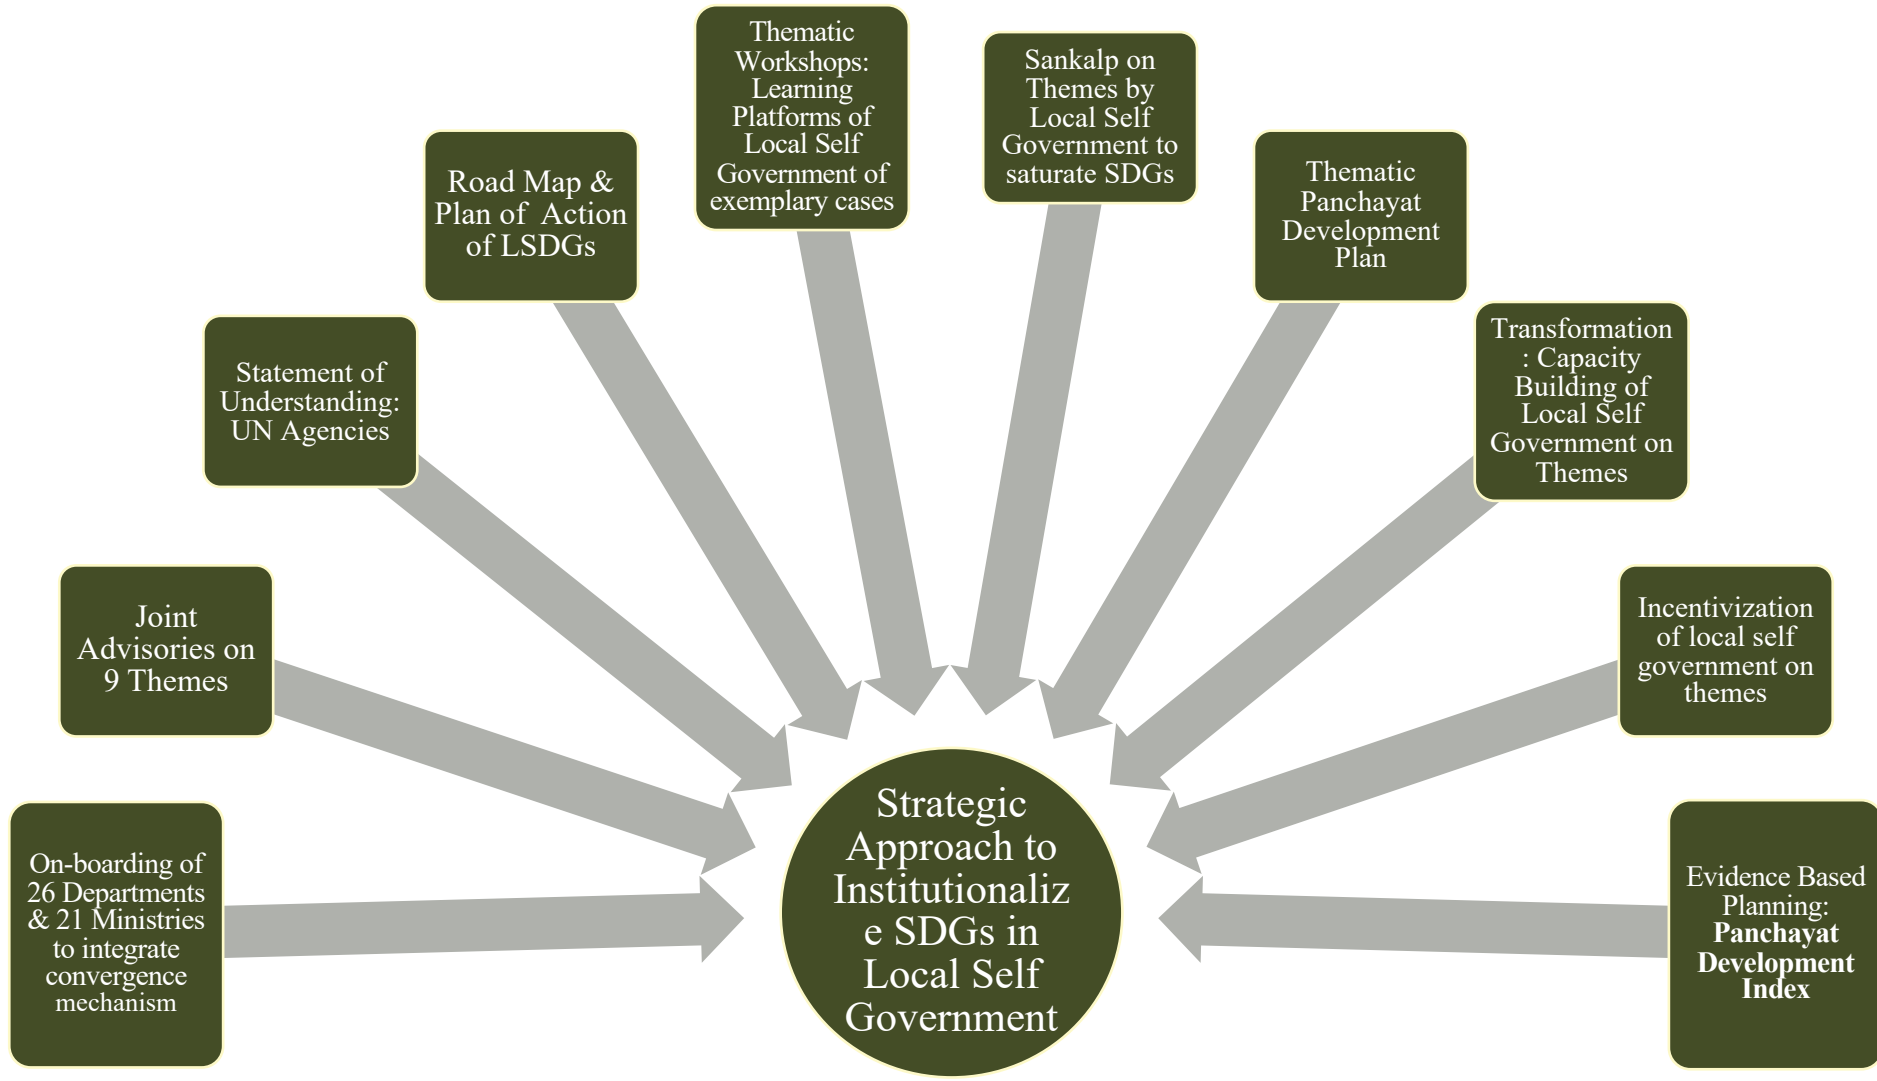 On-boarding of
26 Departments
& 21 Ministries
to integrate
convergence
mechanism
Joint
Advisories on
9 Themes
Statement of
Understanding:
UN Agencies
Road Map &
Plan of Action
of LSDGs
Thematic
Workshops:
Learning
Platforms of
Local Self
Government of
exemplary cases
Sankalp on
Themes by
Local Self
Government to
saturate SDGs
Thematic
Panchayat
Development
Plan
Transformation
: Capacity
Building of
Local Self
Government on
Themes
Incentivization
of local self
government on
themes
Evidence Based
Planning:
Panchayat
Development
Index
Strategic
Approach to
Institutionaliz
e SDGs in
Local Self
Government